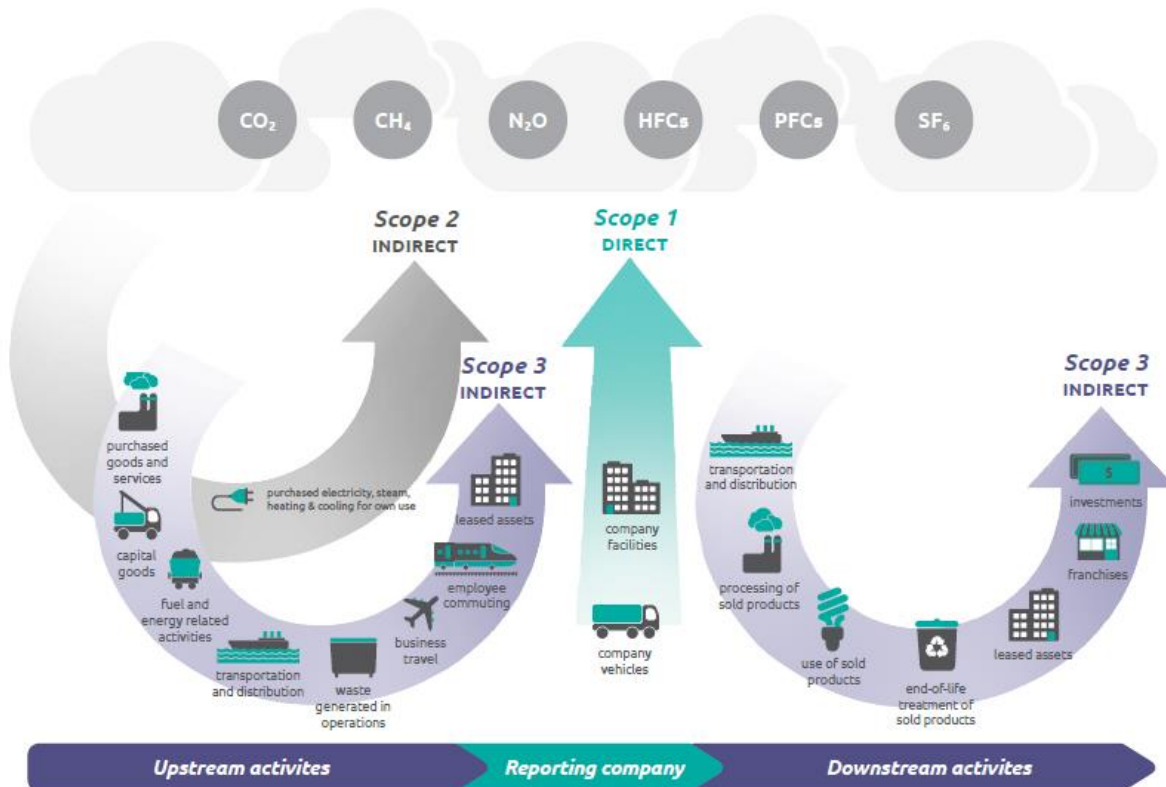 CO₂
CH₄
N₂O
HFCs
PFCs
SF₆
Scope 2
INDIRECT
Scope 1
DIRECT
Scope 3
INDIRECT
Scope 3
INDIRECT
purchased
goods and
services
capital
goods
fuel and
energy related
activities
transportation
and distribution
waste
generated in
operations
business
travel
employee
commuting
leased assets
purchased electricity, steam,
heating & cooling for own use
company
facilities
company
vehicles
transportation
and distribution
processing of
sold products
use of sold
products
end-of-life
treatment of
sold products
leased assets
franchises
$
investments
Upstream activites
Reporting company
Downstream activites